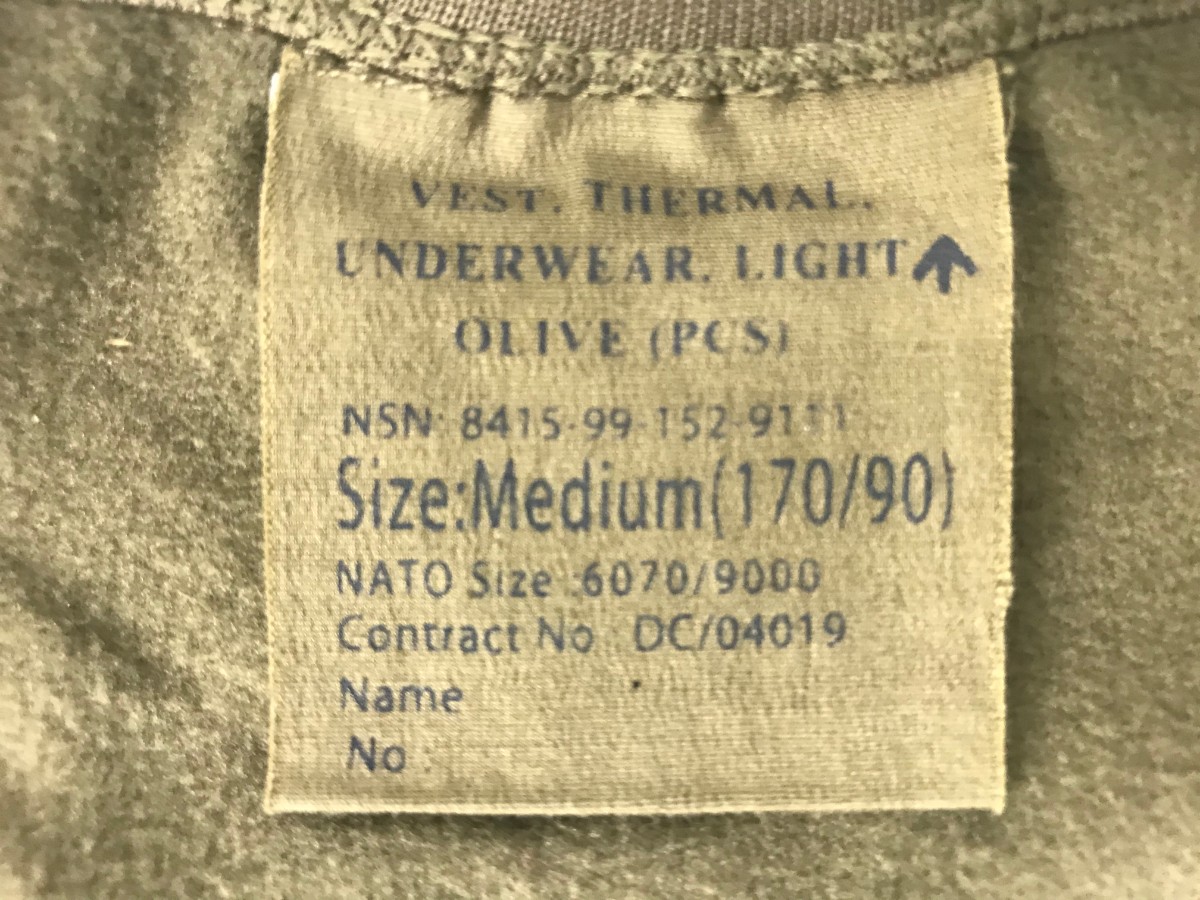 VEST, THERMAL,
UNDERWEAR, LIGHT
OLIVE (PCS)
NSN: 8415-99-152-9111
Size:Medium(170/90)
NATO Size :6070/9000
Contract No : DC/04019
Name
No